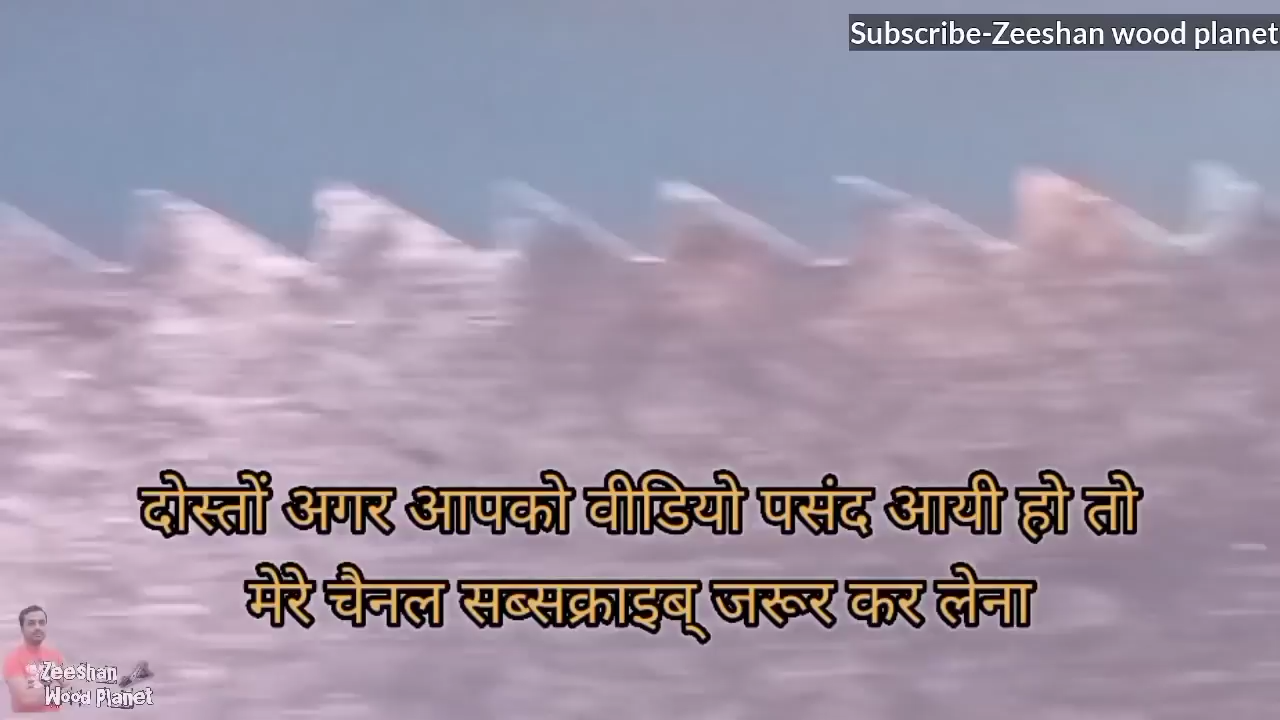 Subscribe-Zeeshan wood planet
दोस्तों अगर आपको वीडियो पसंद आयी हो तो
मेरे चैनल सब्सक्राइब् जरूर कर लेना
Zeeshan
Wood Planet